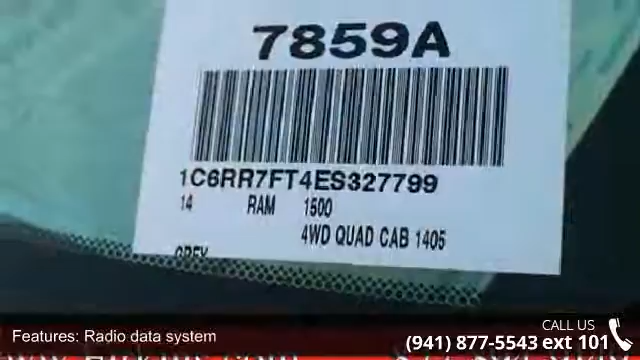 7859A
1C6RR7FT4ES327799
14 RAM 1500
4WD QUAD CAB 1405
GREY
Features: Radio data system
CALL US
(941) 877-5543 ext 101